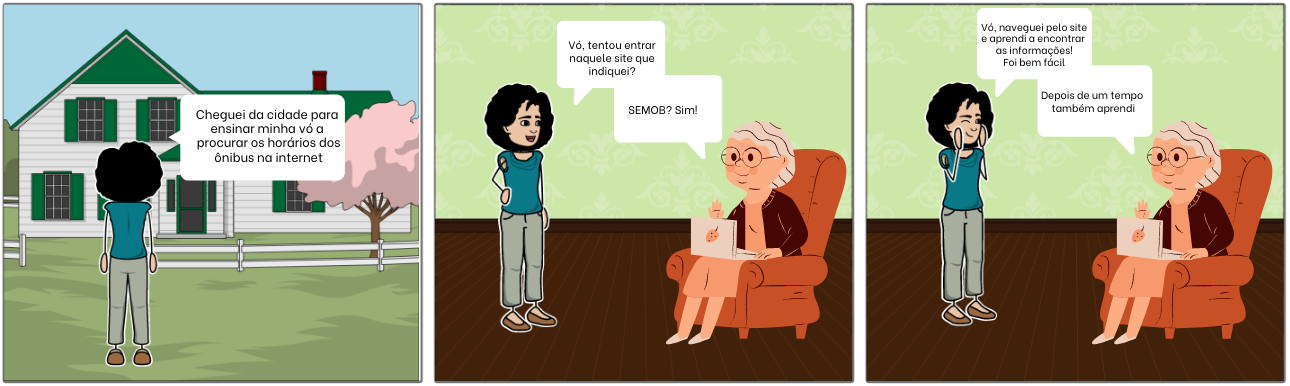 Cheguei da cidade para
ensinar minha vó a
procurar os horários dos
ônibus na internet
Vó, tentou entrar
naquele site que
indiquei?
SEMOB? Sim!
Vó, naveguei pelo site
e aprendi a encontrar
as informações!
Foi bem fácil
Depois de um tempo
também aprendi